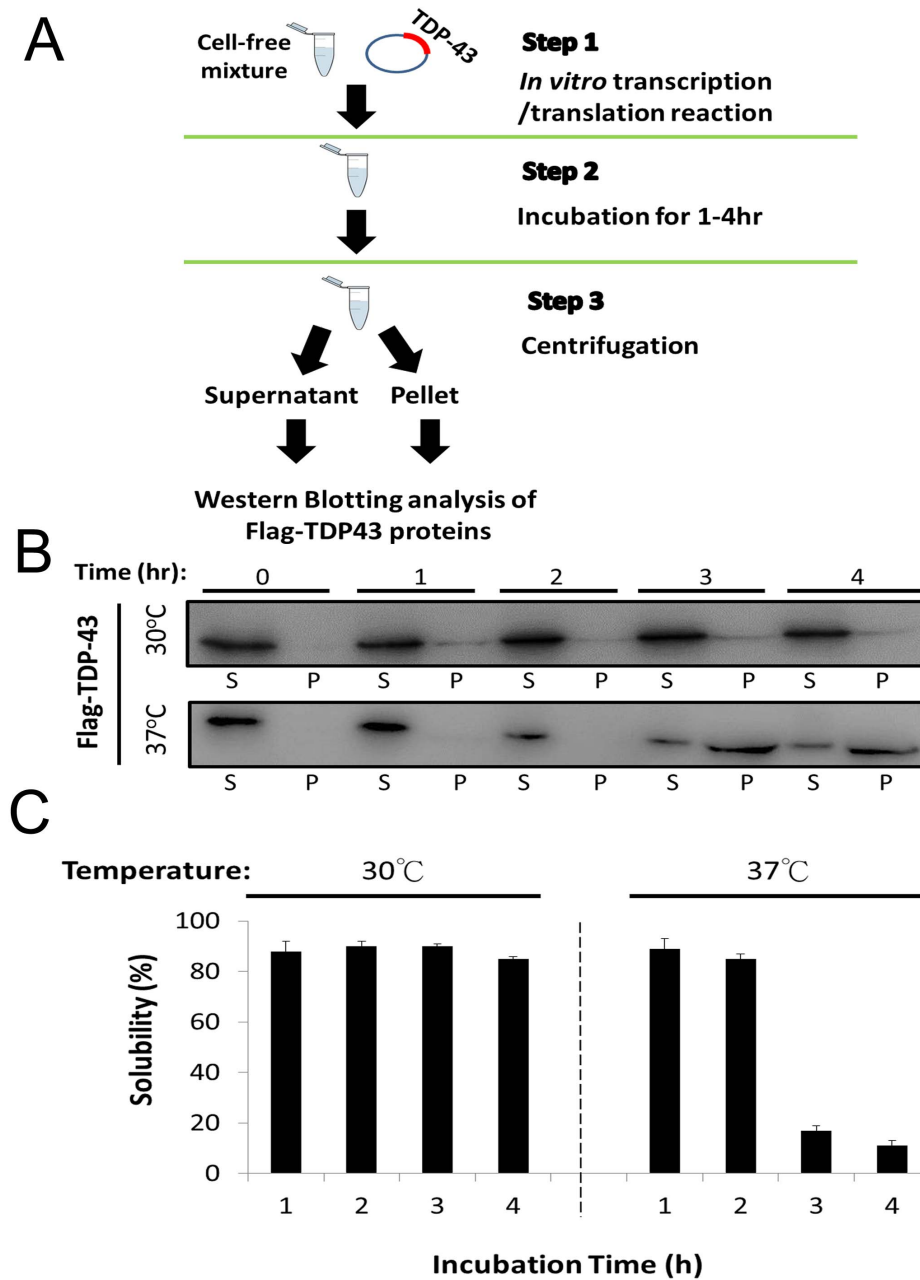 A
Cell-free
mixture
TDP-43
Step 1
In vitro transcription
/translation reaction
Step 2
Incubation for 1-4hr
Step 3
Centrifugation
Supernatant Pellet
Western Blotting analysis of
Flag-TDP43 proteins
B
Time (hr): 0 1 2 3 4
Flag-TDP-43
30°C
S P S P S P S P S P
37°C
S P S P S P S P S P
C
Temperature: 30℃ 37℃
Solubility (%)
100
80
60
40
20
0
1 2 3 4 1 2 3 4
Incubation Time (h)